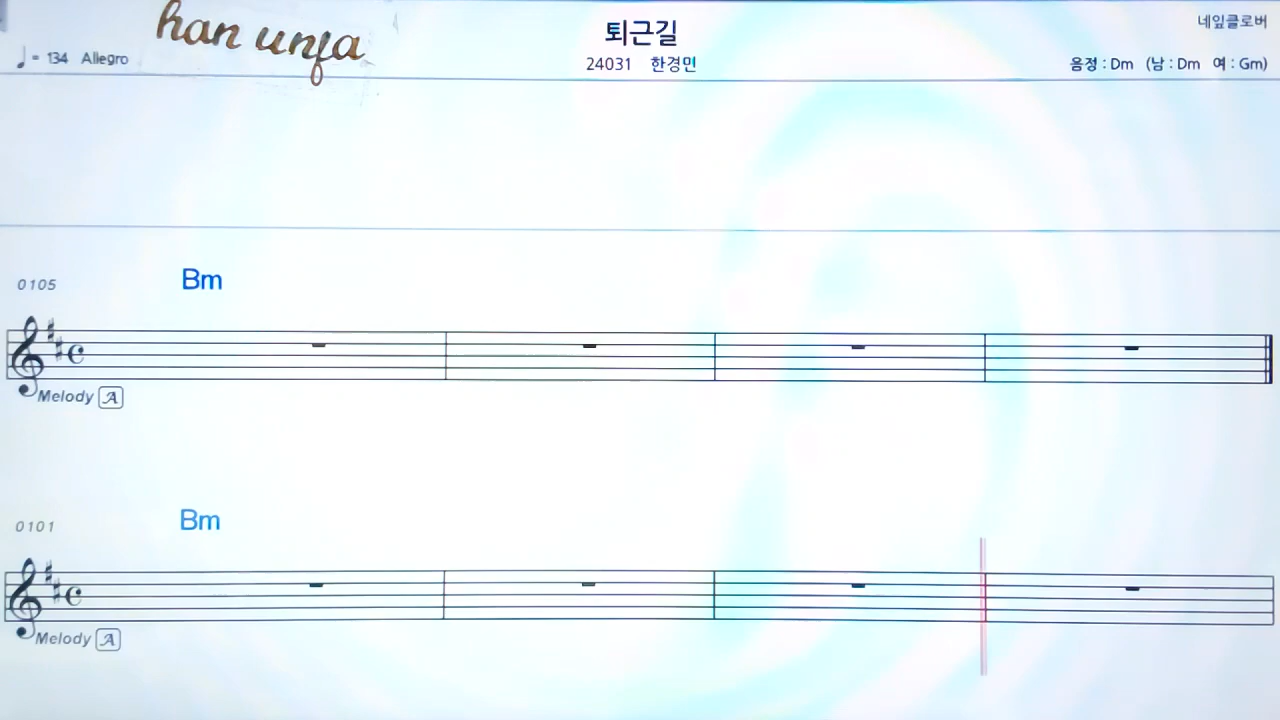 han unfa
퇴근길
네잎클로버
♩ = 134 Allegro
24031 한경민
음정 : Dm (남 : Dm 여 : Gm)
0105
Bm
Melody A
0101
Bm
Melody A